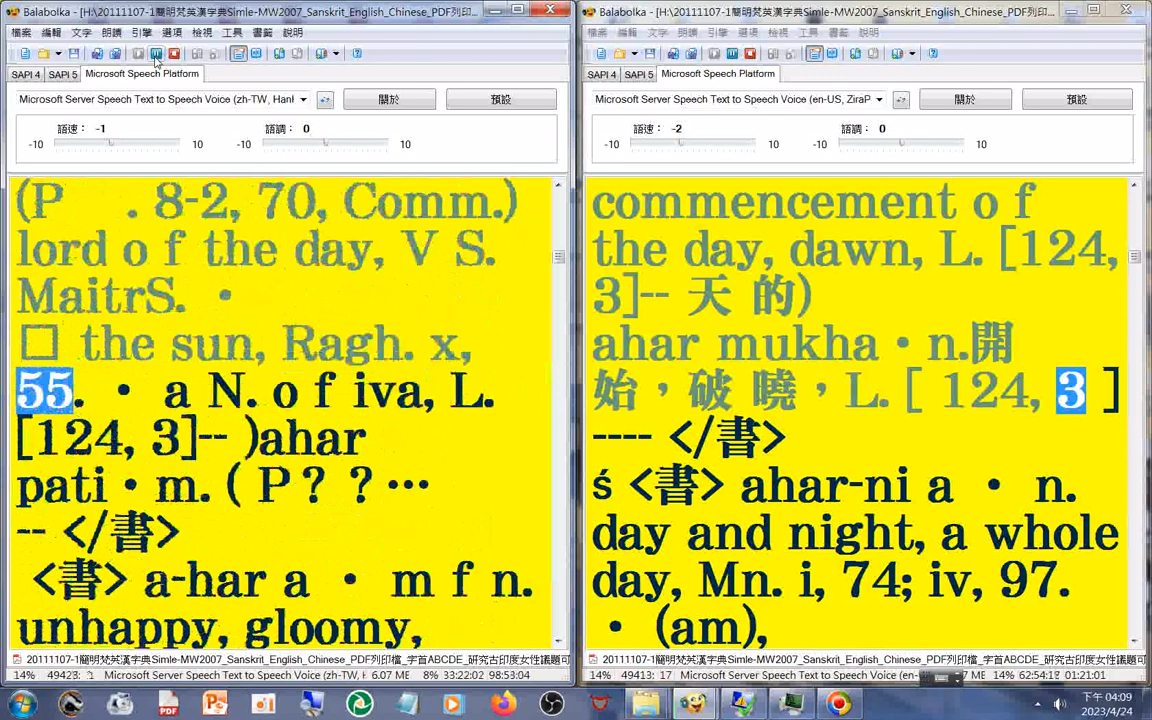 Balabolka - [H:\20111107-1簡明梵英漢字典Simle-MW2007_Sanskrit_English_Chinese_PDF列印...
檔案 編輯 文字 朗讀 引擎 選項 檢視 工具 書籤 說明
SAPI 4 SAPI 5 Microsoft Speech Platform
Microsoft Server Speech Text to Speech Voice (zh-TW, Hanl
關於 預設
語速： -1 語調： 0
-10 10 -10 10
(P . 8-2, 70, Comm.)
lord o f the day, V S.
MaitrS. •
□ the sun, Ragh. x,
55. • a N. o f iva, L.
[124, 3]-- )ahar
pati • m. ( P? ? …
-- </書>
<書> a-har a • m f n.
unhappy, gloomy,
20111107-1簡明梵英漢字典Simle-MW2007_Sanskrit_English_Chinese_PDF列印檔_字首ABCDE_研究古印度女性議題可
14% 49423: 1 Microsoft Server Speech Text to Speech Voice (zh-TW, H 6.07 MB 8% 33:22:02 98:53:04
Balabolka - [H:\20111107-1簡明梵英漢字典Simle-MW2007_Sanskrit_English_Chinese_PDF列印檔_字首...
檔案 編輯 文字 朗讀 引擎 選項 檢視 工具 書籤 說明
SAPI 4 SAPI 5 Microsoft Speech Platform
Microsoft Server Speech Text to Speech Voice (en-US, ZiraP
關於 預設
語速： -2 語調： 0
-10 10 -10 10
commencement o f
the day, dawn, L. [124,
3]-- 天 的)
ahar mukha • n.開
始，破 曉，L. [ 124, 3 ]
---- </書>
ś <書> ahar-ni a • n.
day and night, a whole
day, Mn. i, 74; iv, 97.
• (am),
20111107-1簡明梵英漢字典Simle-MW2007_Sanskrit_English_Chinese_PDF列印檔_字首ABCDE_研究古印度女性議題可
14% 49413: 17 Microsoft Server Speech Text to Speech Voice 14% 62:54:18 01:21:01
下午 04:09
2023/4/24